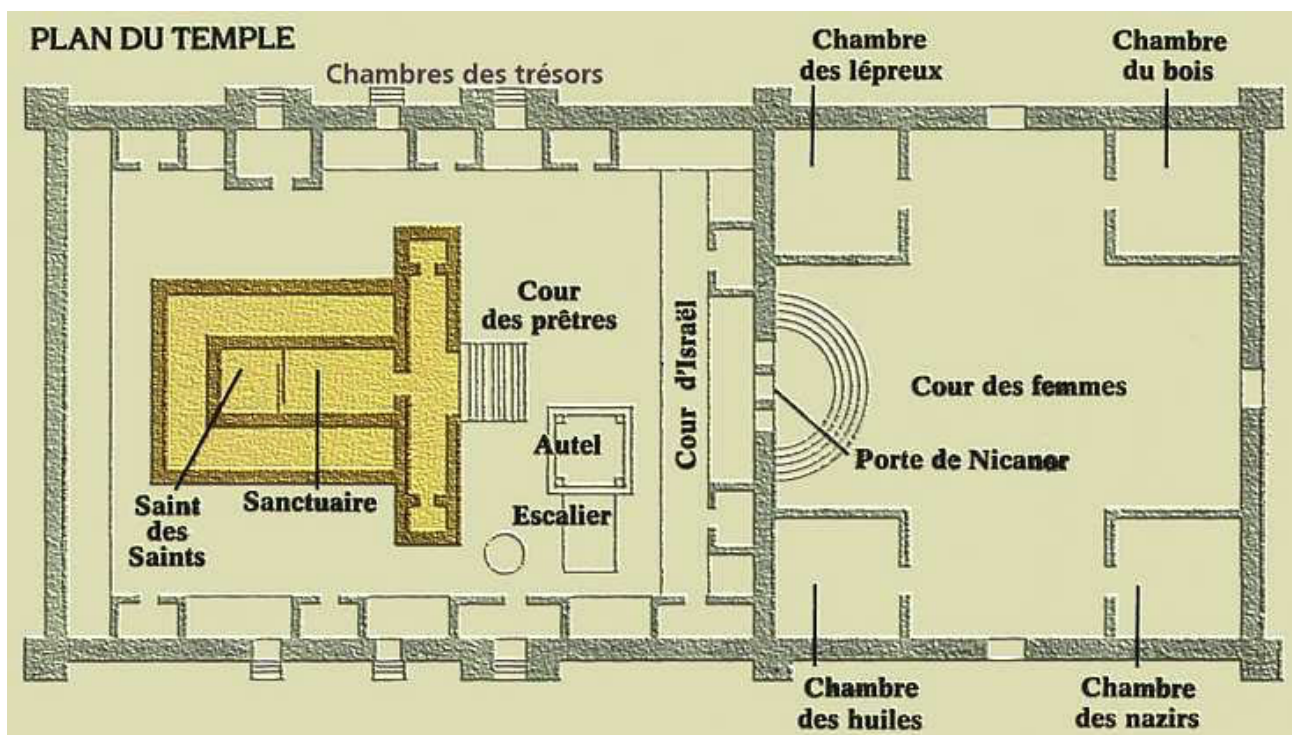 PLAN DU TEMPLE
Chambres des trésors
Chambre
des lépreux
Chambre
du bois
Cour
des prêtres
Cour d'Israël
Cour des femmes
Autel
Porte de Nicanor
Saint
des
Saints
Sanctuaire
Escalier
Chambre
des huiles
Chambre
des nazirs